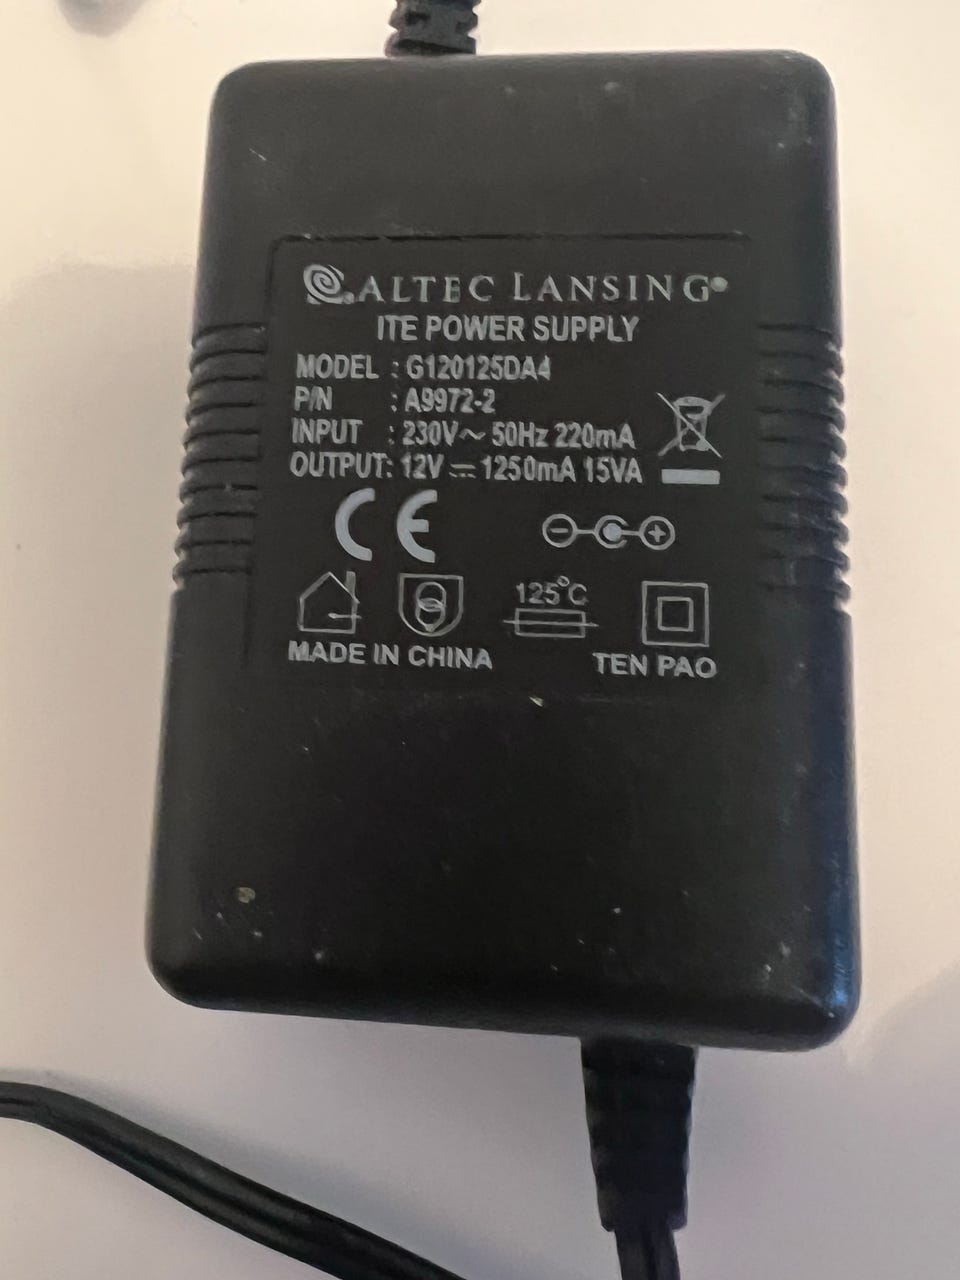 ALTEC LANSING®
ITE POWER SUPPLY
MODEL : G120125DA4
P/N : A9972-2
INPUT : 230V~ 50Hz 220mA
OUTPUT: 12V⎓1250mA 15VA
CE
125°C
MADE IN CHINA
TEN PAO